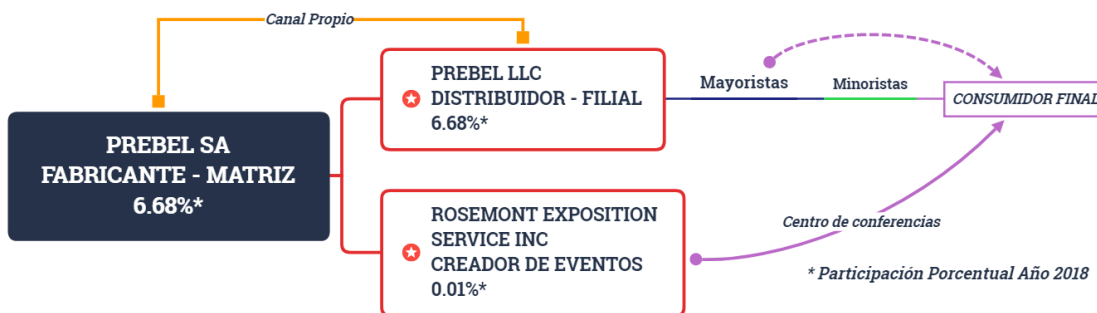 Canal Propio
PREBEL SA
FABRICANTE - MATRIZ
6.68%*
PREBEL LLC
DISTRIBUIDOR - FILIAL
6.68%*
Mayoristas
Minoristas
CONSUMIDOR FINAL
ROSEMONT EXPOSITION
SERVICE INC
CREADOR DE EVENTOS
0.01%*
Centro de conferencias
* Participación Porcentual Año 2018